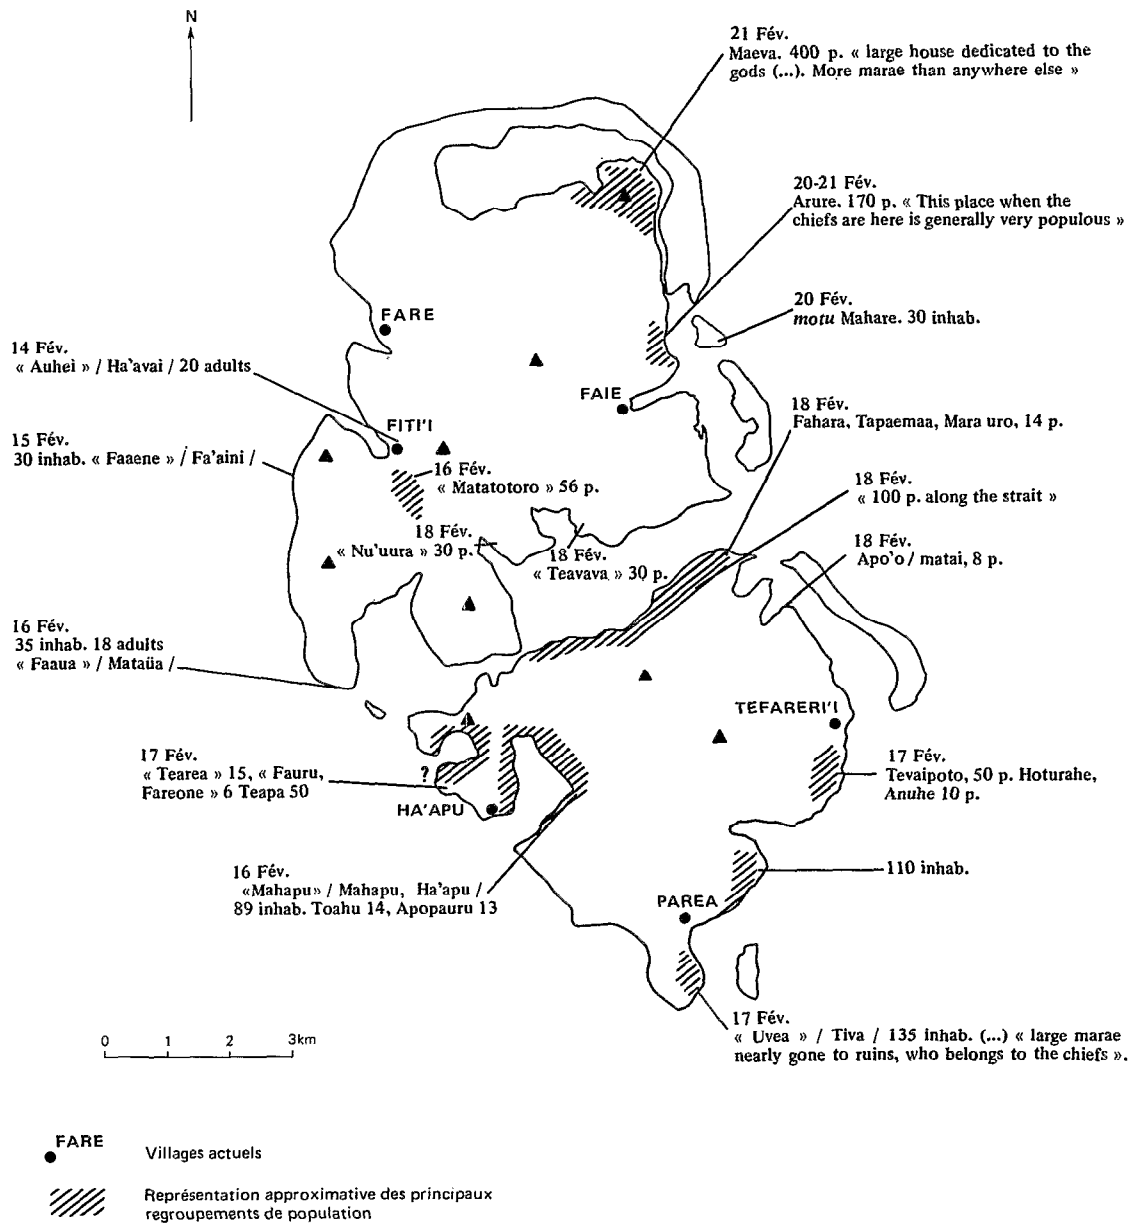 N
21 Fév.
Maeva. 400 p. « large house dedicated to the
gods (...). More marae than anywhere else »
20-21 Fév.
Arure. 170 p. « This place when the
chiefs are here is generally very populous »
20 Fév.
motu Mahare. 30 inhab.
FARE
14 Fév.
« Auhei » / Ha'avai / 20 adults
FAIE
18 Fév.
Fahara, Tapaemaa, Mara uro, 14 p.
FITI'I
15 Fév.
30 inhab. « Faaene » / Fa'aini /
16 Fév.
« Matatotoro » 56 p.
18 Fév.
« 100 p. along the strait »
18 Fév.
« Nu'uura » 30 p.
18 Fév.
« Teavava » 30 p.
18 Fév.
Apo'o / matai, 8 p.
16 Fév.
35 inhab. 18 adults
« Faaua » / Mataüa /
TEFARERI'I
17 Fév.
« Tearea » 15, « Fauru,
Fareone » 6 Teapa 50
?
HA'APU
17 Fév.
Tevaipoto, 50 p. Hoturahe,
Anuhe 10 p.
16 Fév.
«Mahapu» / Mahapu, Ha'apu /
89 inhab. Toahu 14, Apopauru 13
110 inhab.
PAREA
17 Fév.
« Uvea » / Tiva / 135 inhab. (...) « large marae
nearly gone to ruins, who belongs to the chiefs ».
0 1 2 3km
FARE
Villages actuels
Représentation approximative des principaux
regroupements de population